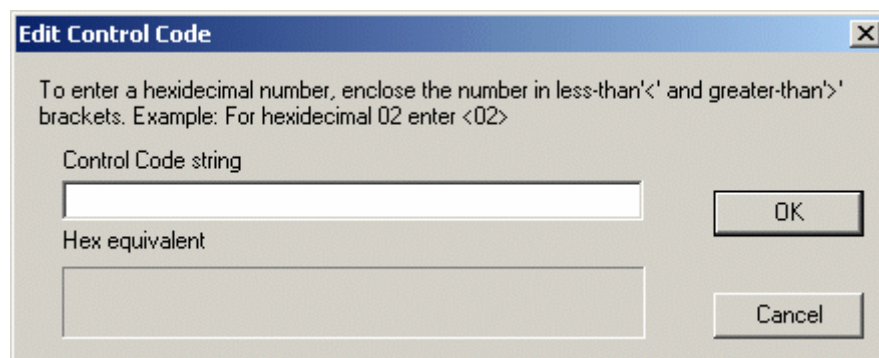 Edit Control Code
To enter a hexidecimal number, enclose the number in less-than'<' and greater-than'>'
brackets. Example: For hexidecimal 02 enter <02>
Control Code string
OK
Hex equivalent
Cancel